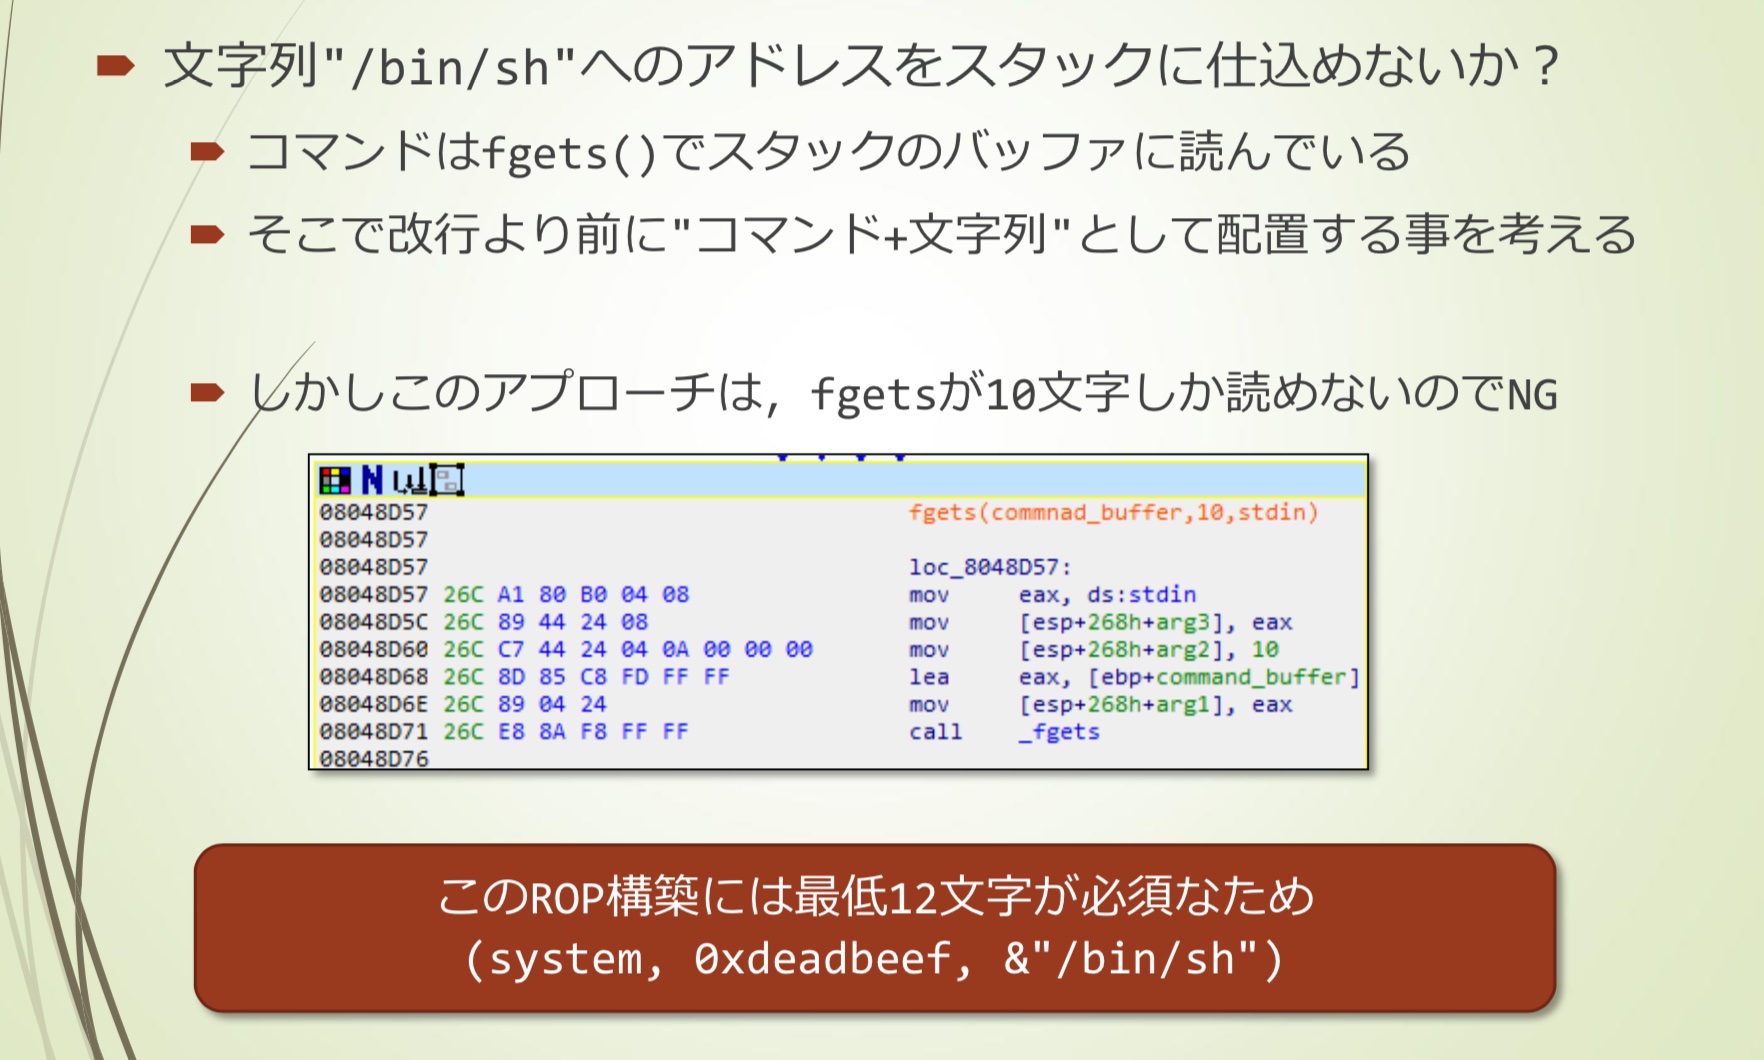 文字列"/bin/sh"へのアドレスをスタックに仕込めないか？
コマンドはfgets()でスタックのバッファに読んでいる
そこで改行より前に"コマンド+文字列"として配置する事を考える
しかしこのアプローチは，fgetsが10文字しか読めないのでNG
08048D57 fgets(commnad_buffer,10,stdin)
08048D57
08048D57 loc_8048D57:
08048D57 26C A1 80 B0 04 08 mov eax, ds:stdin
08048D5C 26C 89 44 24 08 mov [esp+268h+arg3], eax
08048D60 26C C7 44 24 04 0A 00 00 00 mov [esp+268h+arg2], 10
08048D68 26C 8D 85 C8 FD FF FF lea eax, [ebp+command_buffer]
08048D6E 26C 89 04 24 mov [esp+268h+arg1], eax
08048D71 26C E8 8A F8 FF FF call _fgets
08048D76
このROP構築には最低12文字が必須なため
(system, 0xdeadbeef, &"/bin/sh")